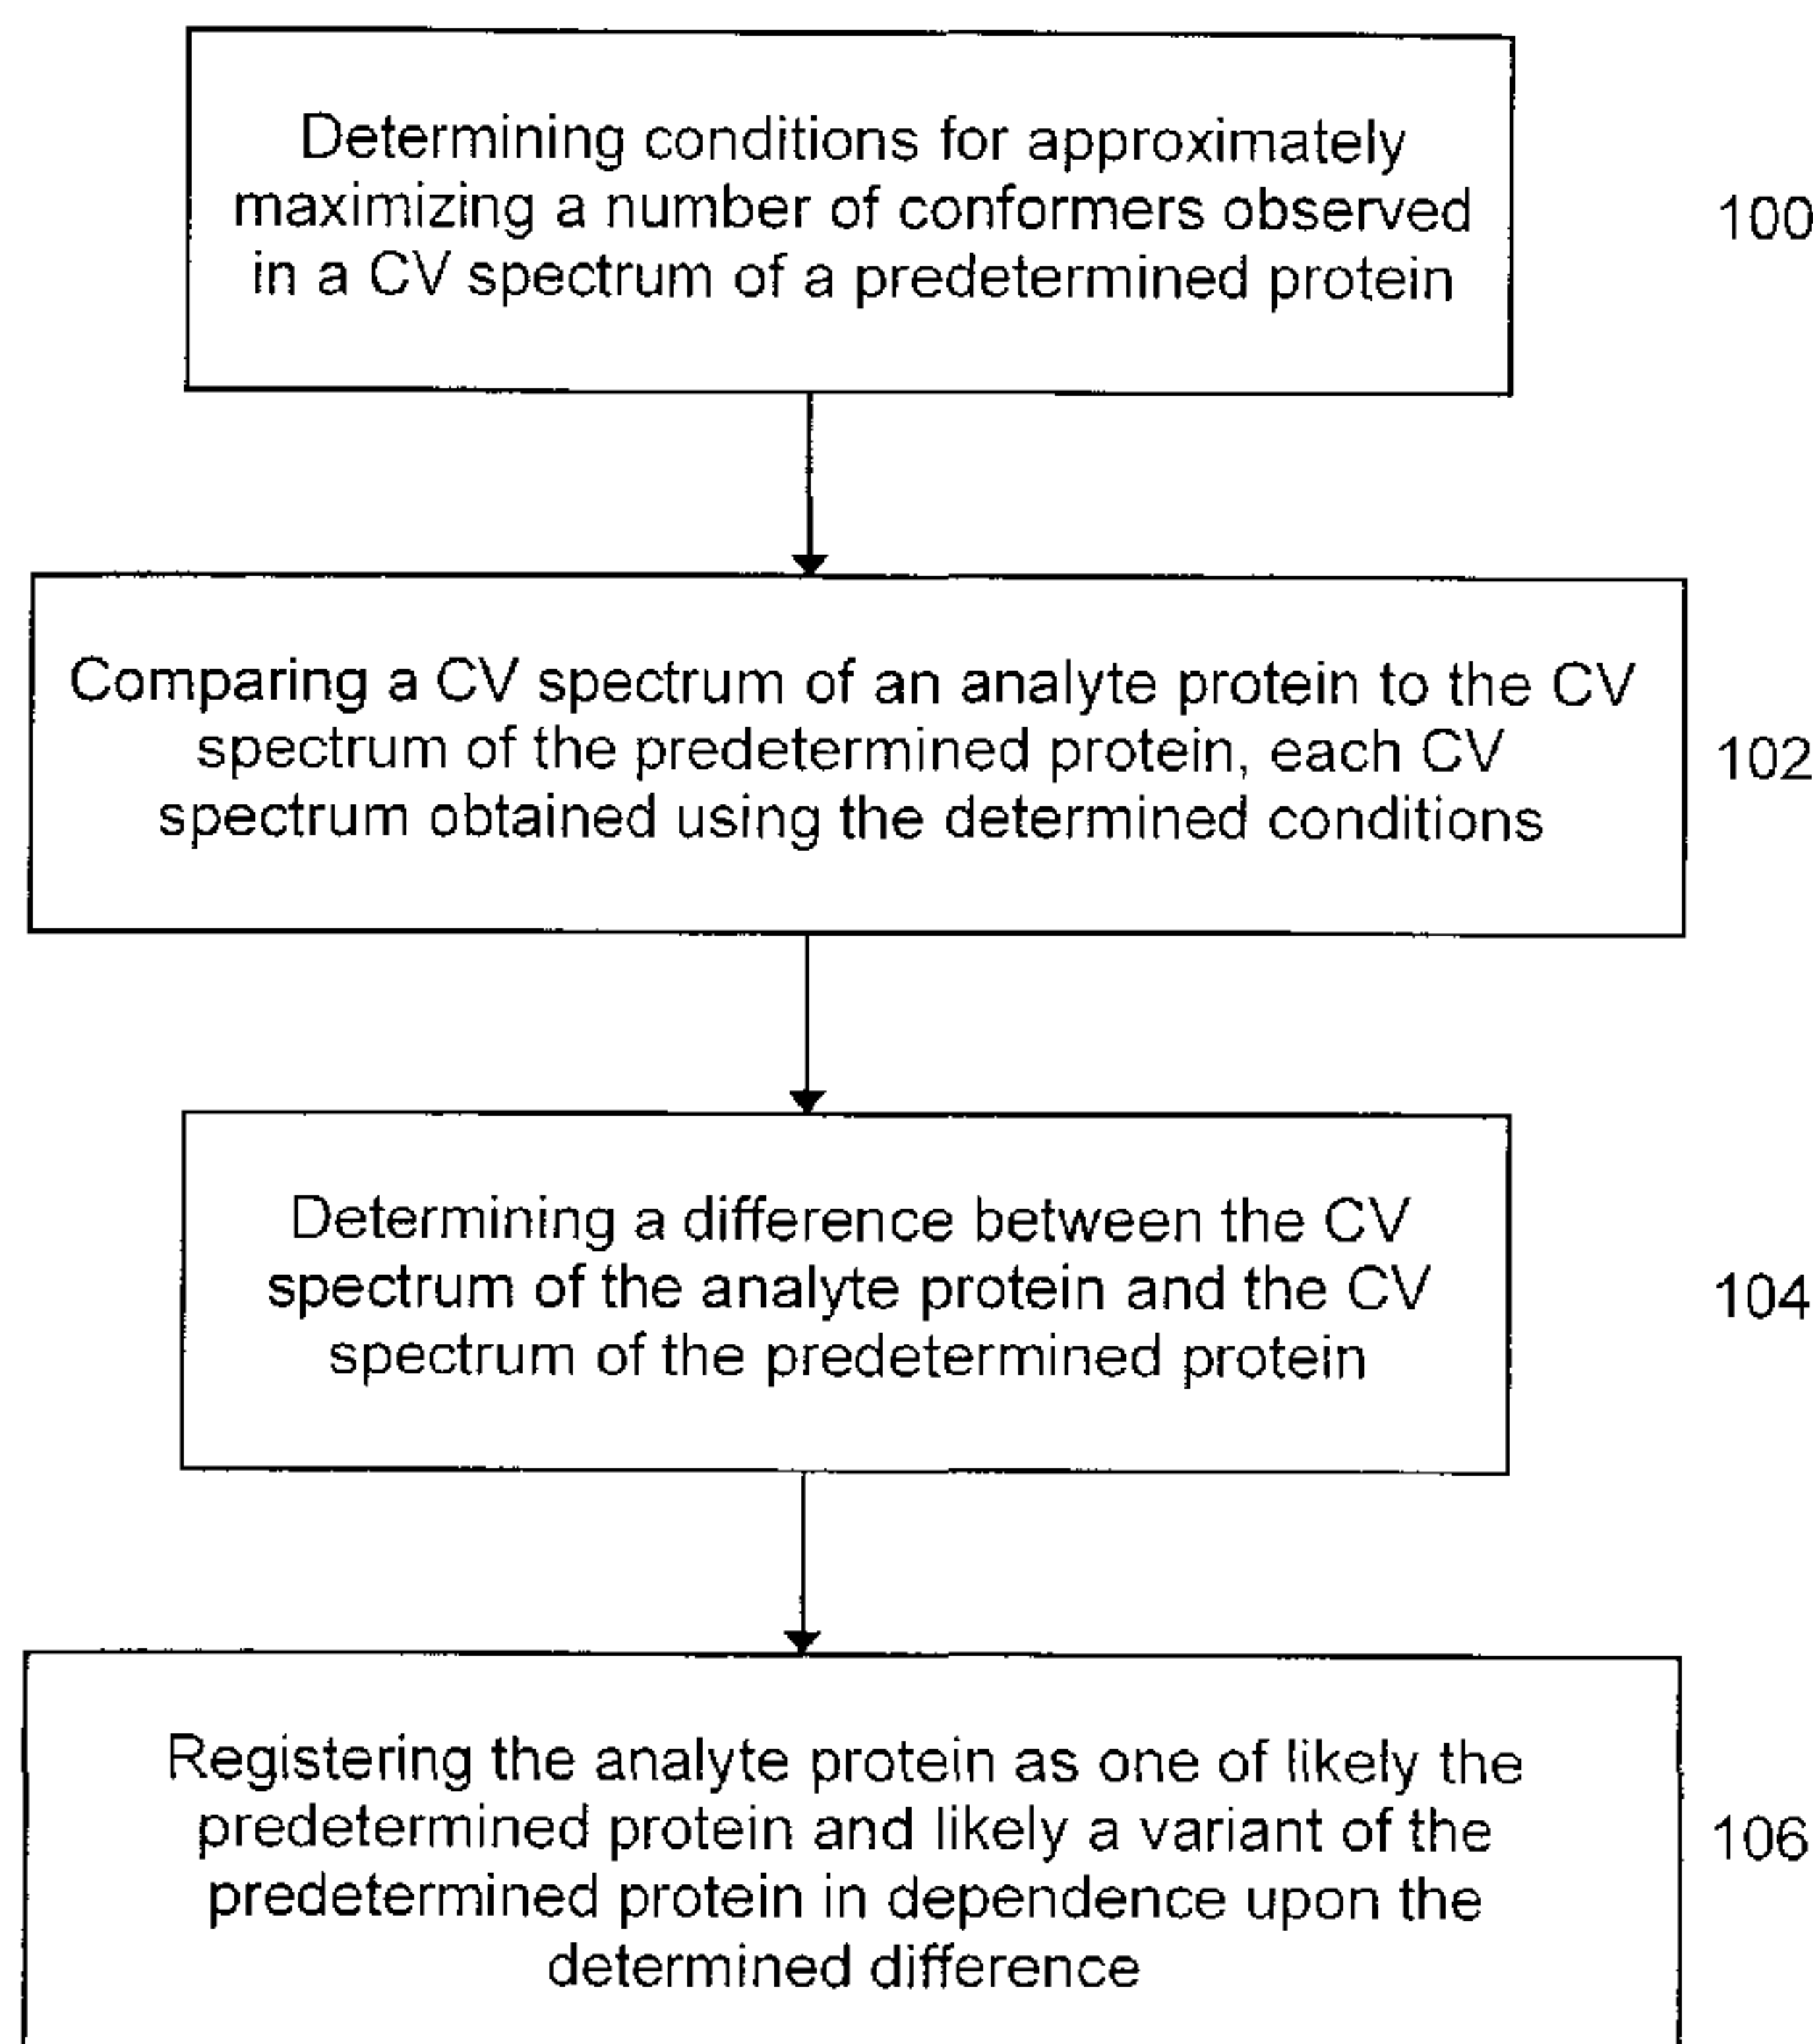 Determining conditions for approximately
maximizing a number of conformers observed
in a CV spectrum of a predetermined protein
100
Comparing a CV spectrum of an analyte protein to the CV
spectrum of the predetermined protein, each CV
spectrum obtained using the determined conditions
102
Determining a difference between the CV
spectrum of the analyte protein and the CV
spectrum of the predetermined protein
104
Registering the analyte protein as one of likely the
predetermined protein and likely a variant of the
predetermined protein in dependence upon the
determined difference
106